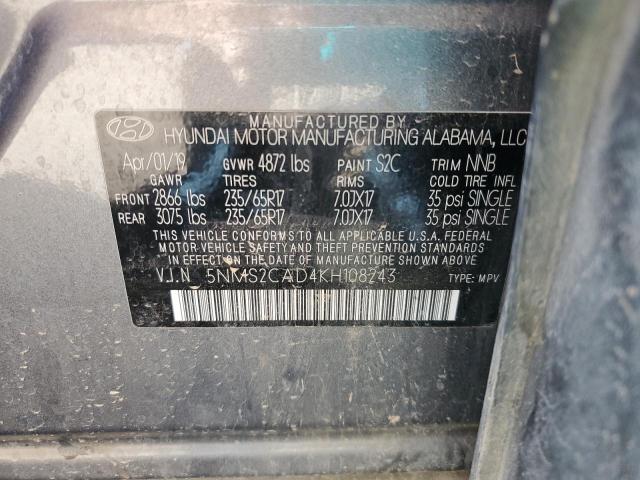 MANUFACTURED BY
HYUNDAI MOTOR MANUFACTURING ALABAMA, LLC
Apr/01/19 GVWR 4872 lbs PAINT S2C TRIM NNB
GAWR TIRES RIMS COLD TIRE INFL
FRONT 2866 lbs 235/65R17 7.0JX17 35 psi SINGLE
REAR 3075 lbs 235/65R17 7.0JX17 35 psi SINGLE
THIS VEHICLE CONFORMS TO ALL APPLICABLE U.S.A. FEDERAL
MOTOR VEHICLE SAFETY AND THEFT PREVENTION STANDARDS
IN EFFECT ON THE DATE OF MANUFACTURE SHOWN ABOVE.
V.I.N 5NMS2CAD4KH108243 TYPE: MPV